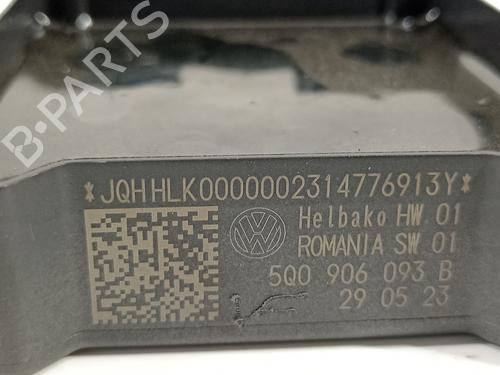 B-PARTS
*JQHHLK0000002314776913Y*
Helbako HW 01
ROMANIA SW 01
5Q0 906 093 B
29 05 23